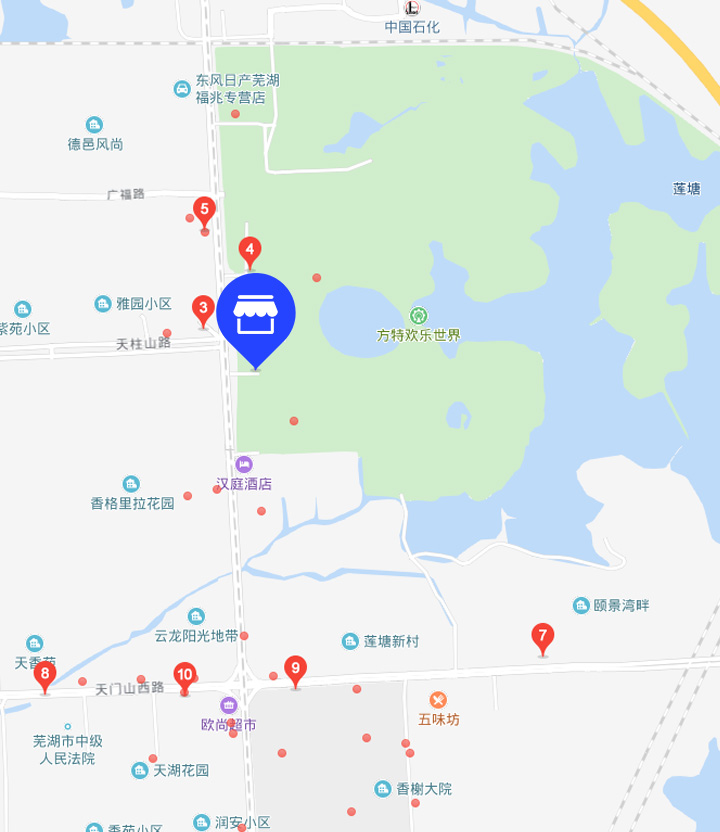 中国石化
东风日产芜湖
福兆专营店
德邑风尚
莲塘
广福路
5
4
雅园小区
3
紫苑小区
天柱山路
方特欢乐世界
汉庭酒店
香格里拉花园
颐景湾畔
云龙阳光地带
莲塘新村
7
天香苑
8
10
9
天门山西路
五味坊
欧尚超市
芜湖市中级
人民法院
天湖花园
香榭大院
润安小区
香苑小区